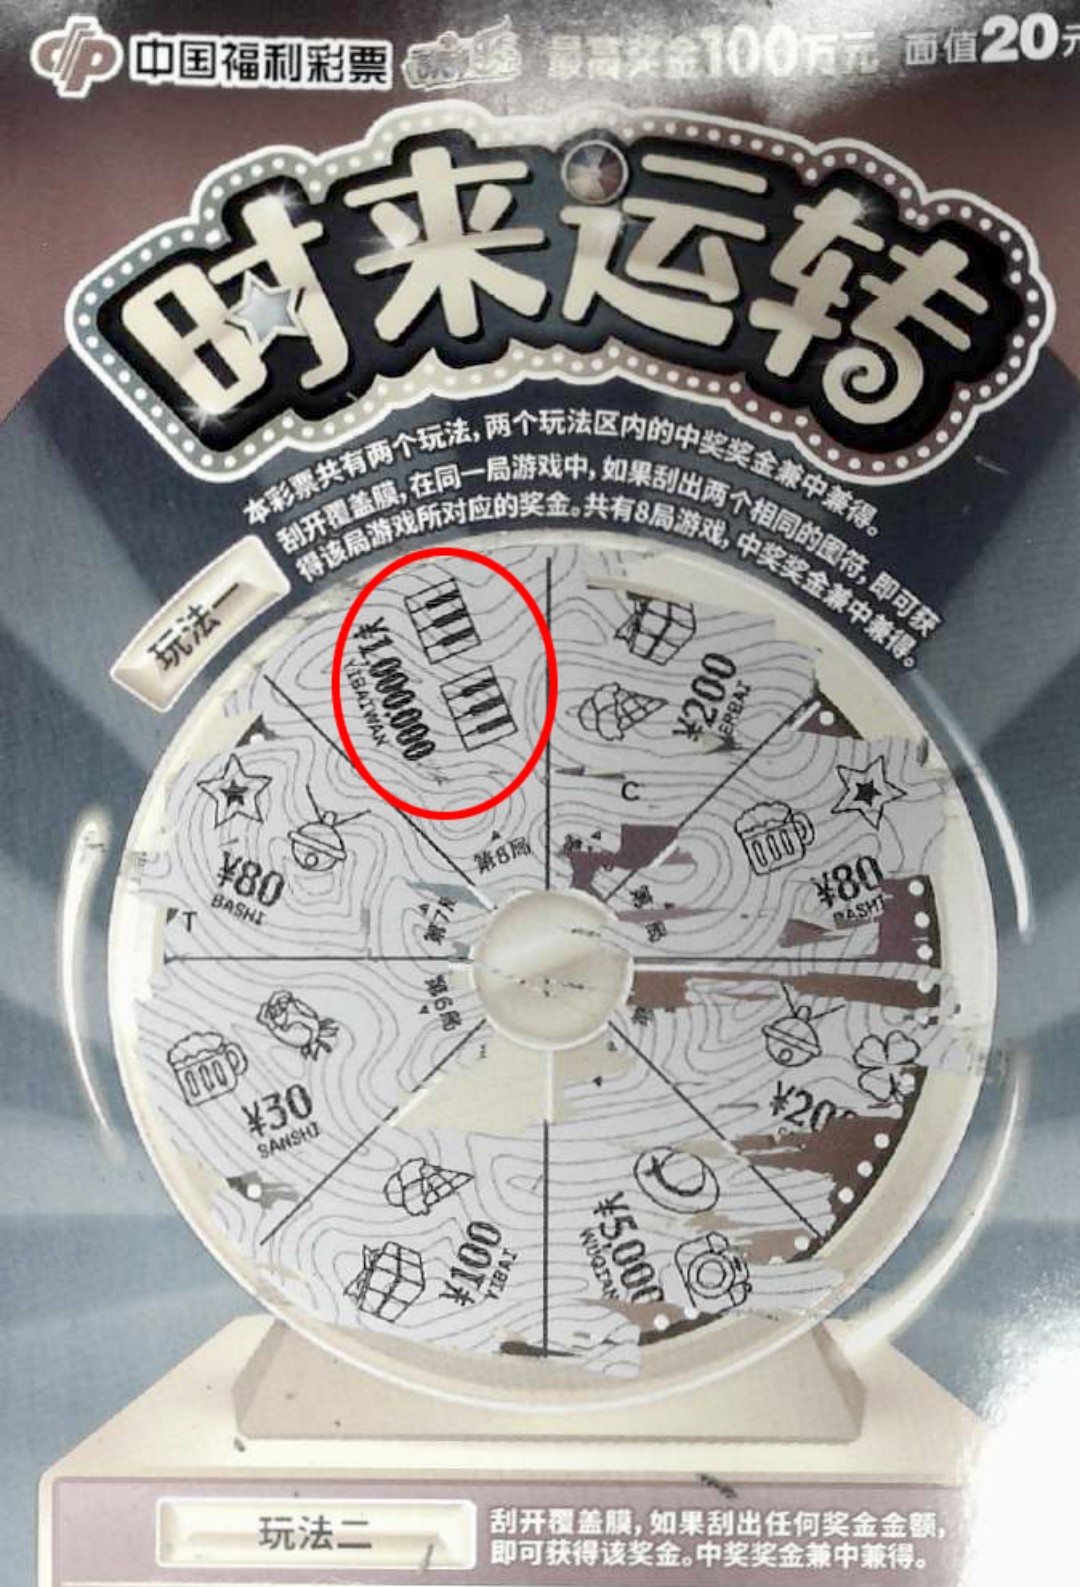 中国福利彩票
最高奖金100万元 面值20元
时来运转
本彩票共有两个玩法,两个玩法区内的中奖奖金兼中兼得。
刮开覆盖膜,在同一局游戏中,如果刮出两个相同的图符,即可获
得该局游戏所对应的奖金。共有8局游戏,中奖奖金兼中兼得。
玩法一
¥1,000,000
YIBAIWAN
第8局
¥200
ERBAI
C
¥80
BASHI
¥80
BASHI
T
第7局
¥30
SANSHI
第6局
¥100
YIBAI
¥5,000
WUQIAN
玩法二
刮开覆盖膜,如果刮出任何奖金金额,
即可获得该奖金。中奖奖金兼中兼得。